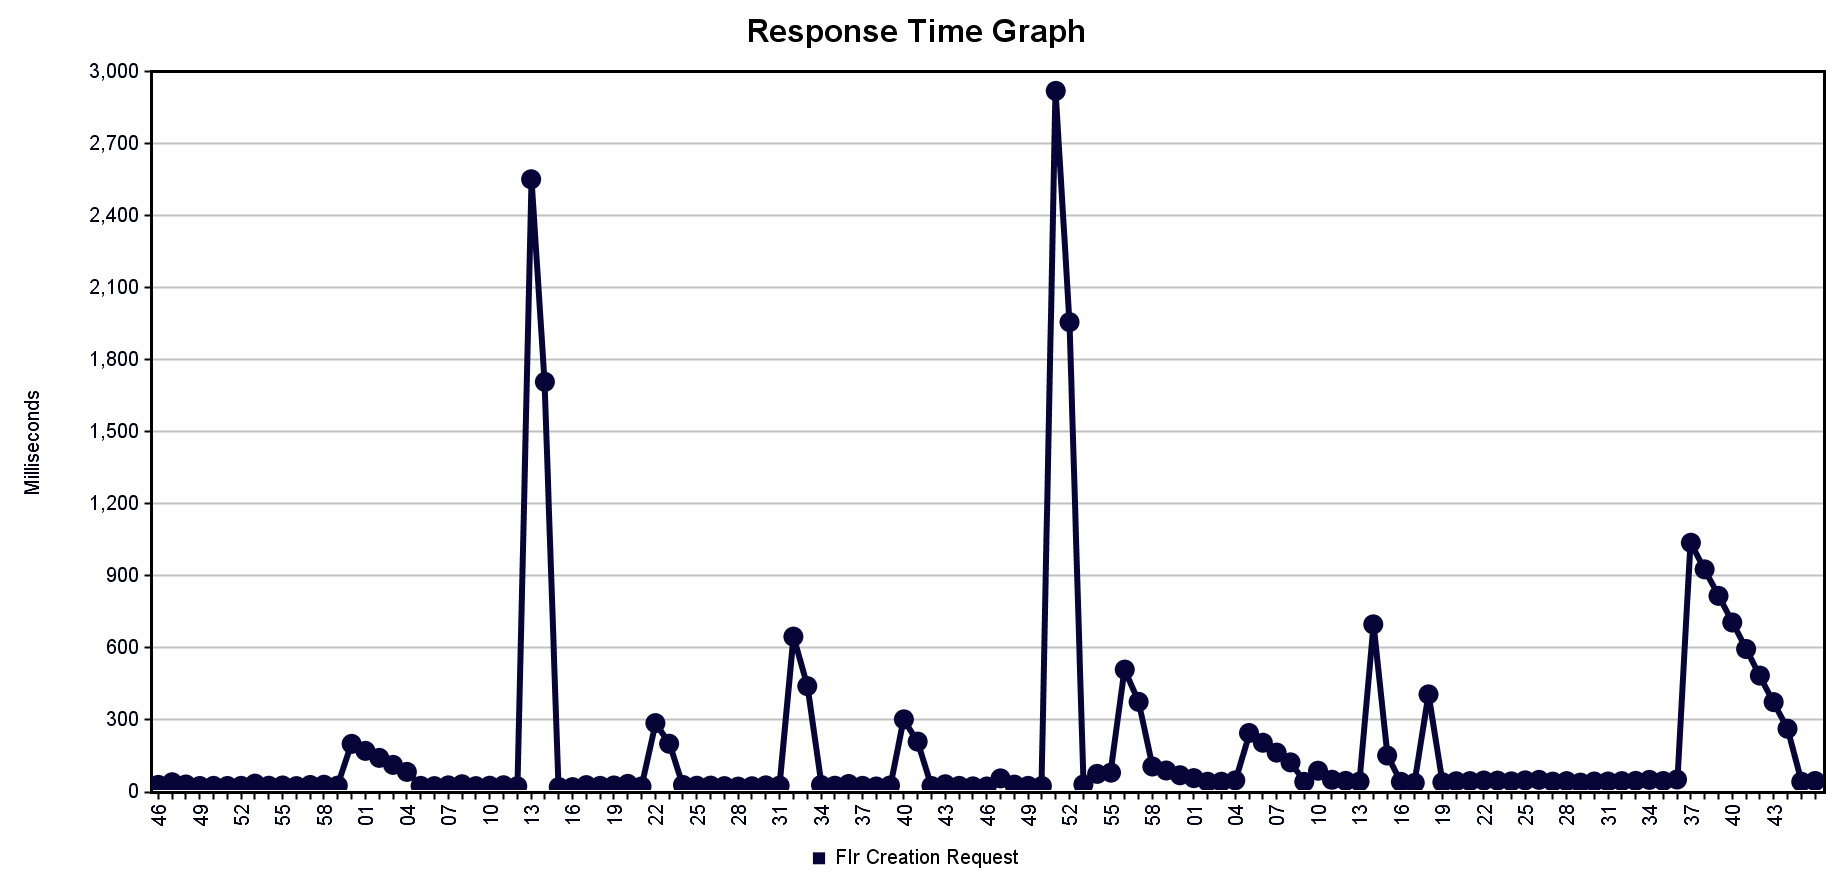 Response Time Graph
3,000
2,700
2,400
2,100
1,800
1,500
1,200
900
600
300
0
Milliseconds
46 49 52 55 58 01 04 07 10 13 16 19 22 25 28 31 34 37 40 43 46 49 52 55 58 01 04 07 10 13 16 19 22 25 28 31 34 37 40 43
FIr Creation Request